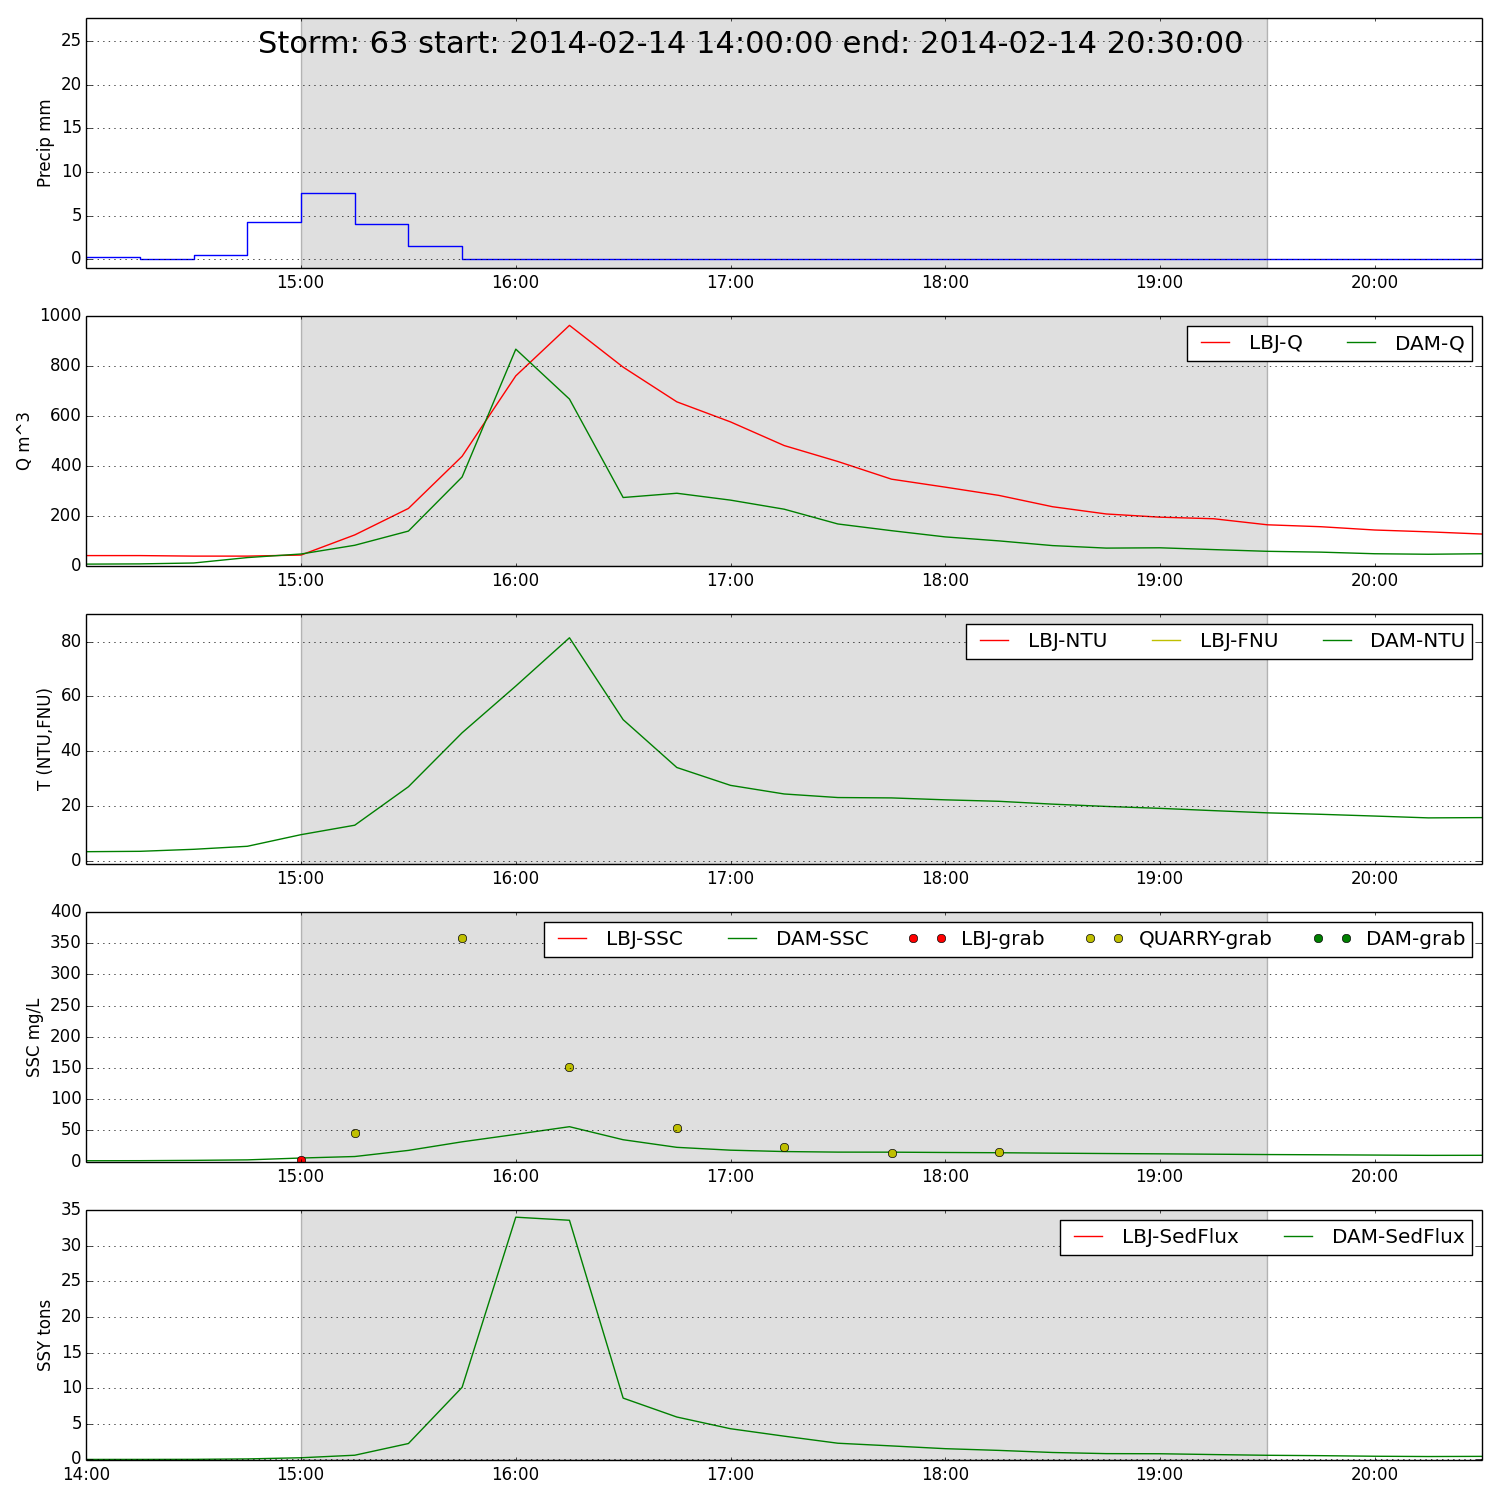 Storm: 63 start: 2014-02-14 14:00:00 end: 2014-02-14 20:30:00
Precip mm
25
20
15
10
5
0
15:00 16:00 17:00 18:00 19:00 20:00
Q m^3
1000
800
600
400
200
0
LBJ-Q DAM-Q
15:00 16:00 17:00 18:00 19:00 20:00
T (NTU,FNU)
80
60
40
20
0
LBJ-NTU LBJ-FNU DAM-NTU
15:00 16:00 17:00 18:00 19:00 20:00
SSC mg/L
400
350
300
250
200
150
100
50
0
LBJ-SSC DAM-SSC LBJ-grab QUARRY-grab DAM-grab
15:00 16:00 17:00 18:00 19:00 20:00
SSY tons
35
30
25
20
15
10
5
0
LBJ-SedFlux DAM-SedFlux
14:00 15:00 16:00 17:00 18:00 19:00 20:00